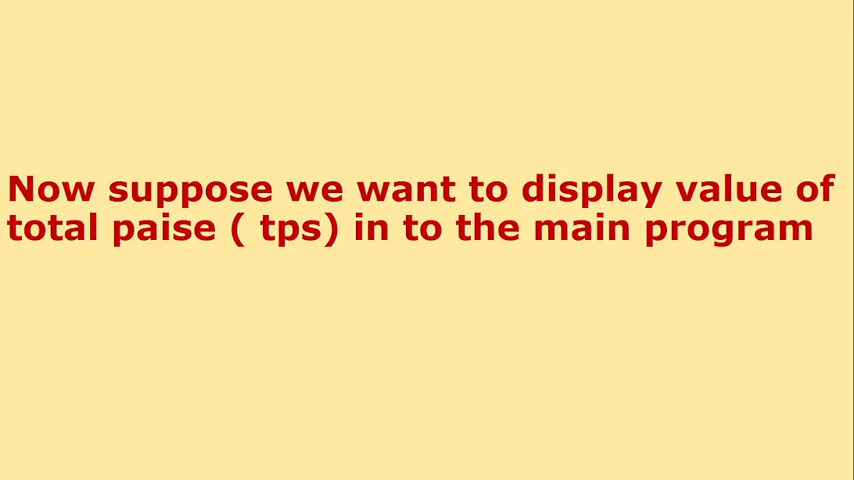 Now suppose we want to display value of
total paise ( tps) in to the main program